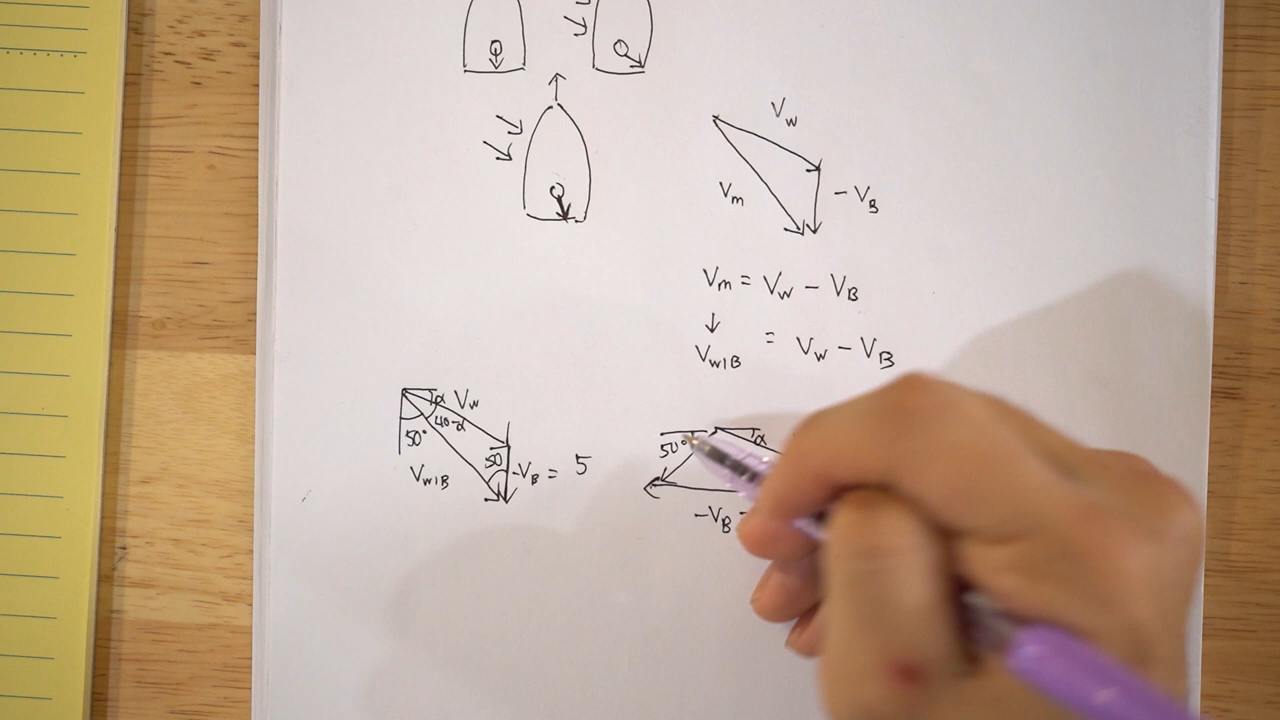 Vw
Vm
-VB
Vm = Vw - VB
↓
Vw/B = Vw - VB
α Vw
40-α
50°
50
Vw/B
-VB = 5
50°
α
-VB